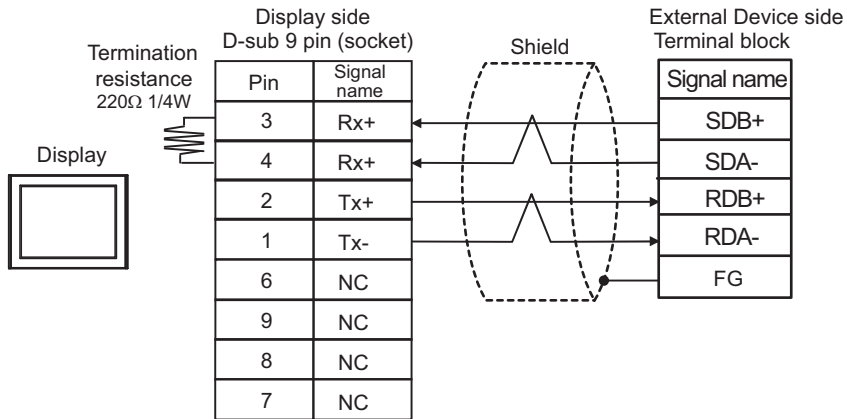 Display side
D-sub 9 pin (socket)
External Device side
Terminal block
Shield
Termination
resistance
220Ω 1/4W
Display
Pin Signal name
3 Rx+
4 Rx+
2 Tx+
1 Tx-
6 NC
9 NC
8 NC
7 NC
Signal name
SDB+
SDA-
RDB+
RDA-
FG